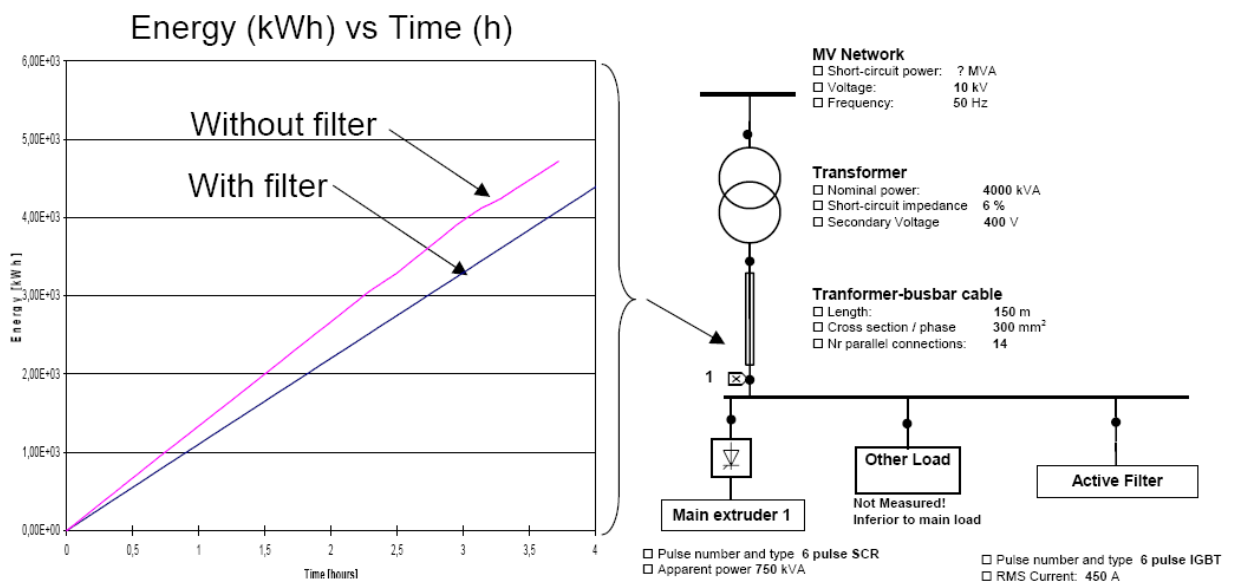 Energy (kWh) vs Time (h)
6,00E+03
5,00E+03
4,00E+03
3,00E+03
2,00E+03
1,00E+03
0,00E+00
Energy [kWh]
Without filter
With filter
0 0,5 1 1,5 2 2,5 3 3,5 4
Time [hours]
MV Network
☐ Short-circuit power: ? MVA
☐ Voltage: 10 kV
☐ Frequency: 50 Hz
Transformer
☐ Nominal power: 4000 kVA
☐ Short-circuit impedance 6 %
☐ Secondary Voltage 400 V
Tranformer-busbar cable
☐ Length: 150 m
☐ Cross section / phase 300 mm²
☐ Nr parallel connections: 14
1
Main extruder 1
☐ Pulse number and type 6 pulse SCR
☐ Apparent power 750 kVA
Other Load
Not Measured!
Inferior to main load
Active Filter
☐ Pulse number and type 6 pulse IGBT
☐ RMS Current: 450 A